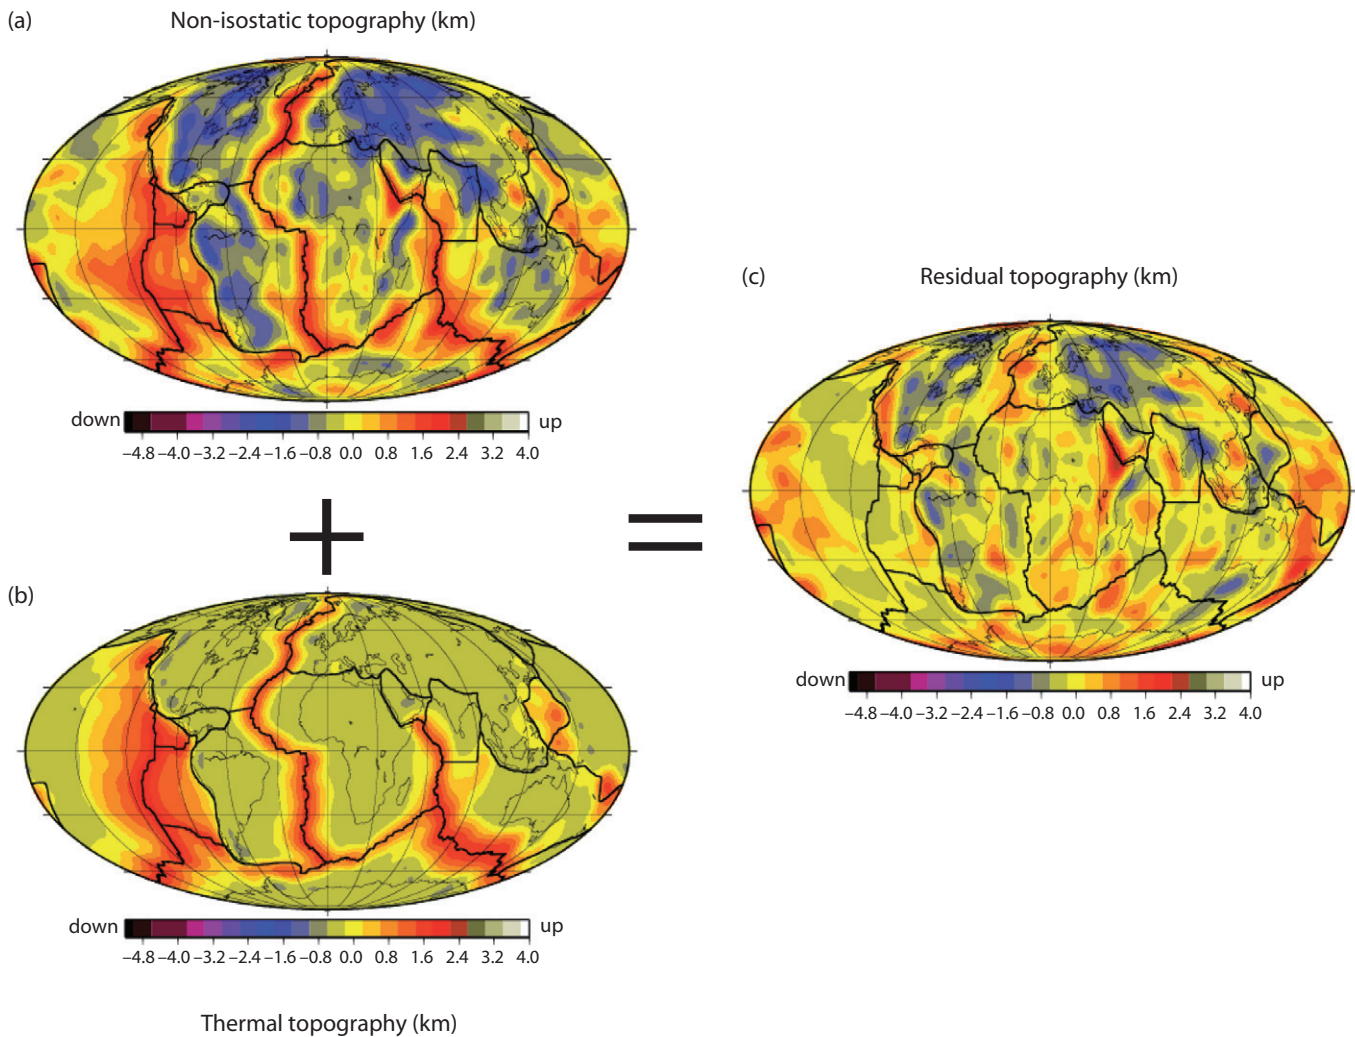 (a)
Non-isostatic topography (km)
down
up
−4.8 −4.0 −3.2 −2.4 −1.6 −0.8 0.0 0.8 1.6 2.4 3.2 4.0
+
=
(b)
down
up
−4.8 −4.0 −3.2 −2.4 −1.6 −0.8 0.0 0.8 1.6 2.4 3.2 4.0
Thermal topography (km)
(c)
Residual topography (km)
down
up
−4.8 −4.0 −3.2 −2.4 −1.6 −0.8 0.0 0.8 1.6 2.4 3.2 4.0